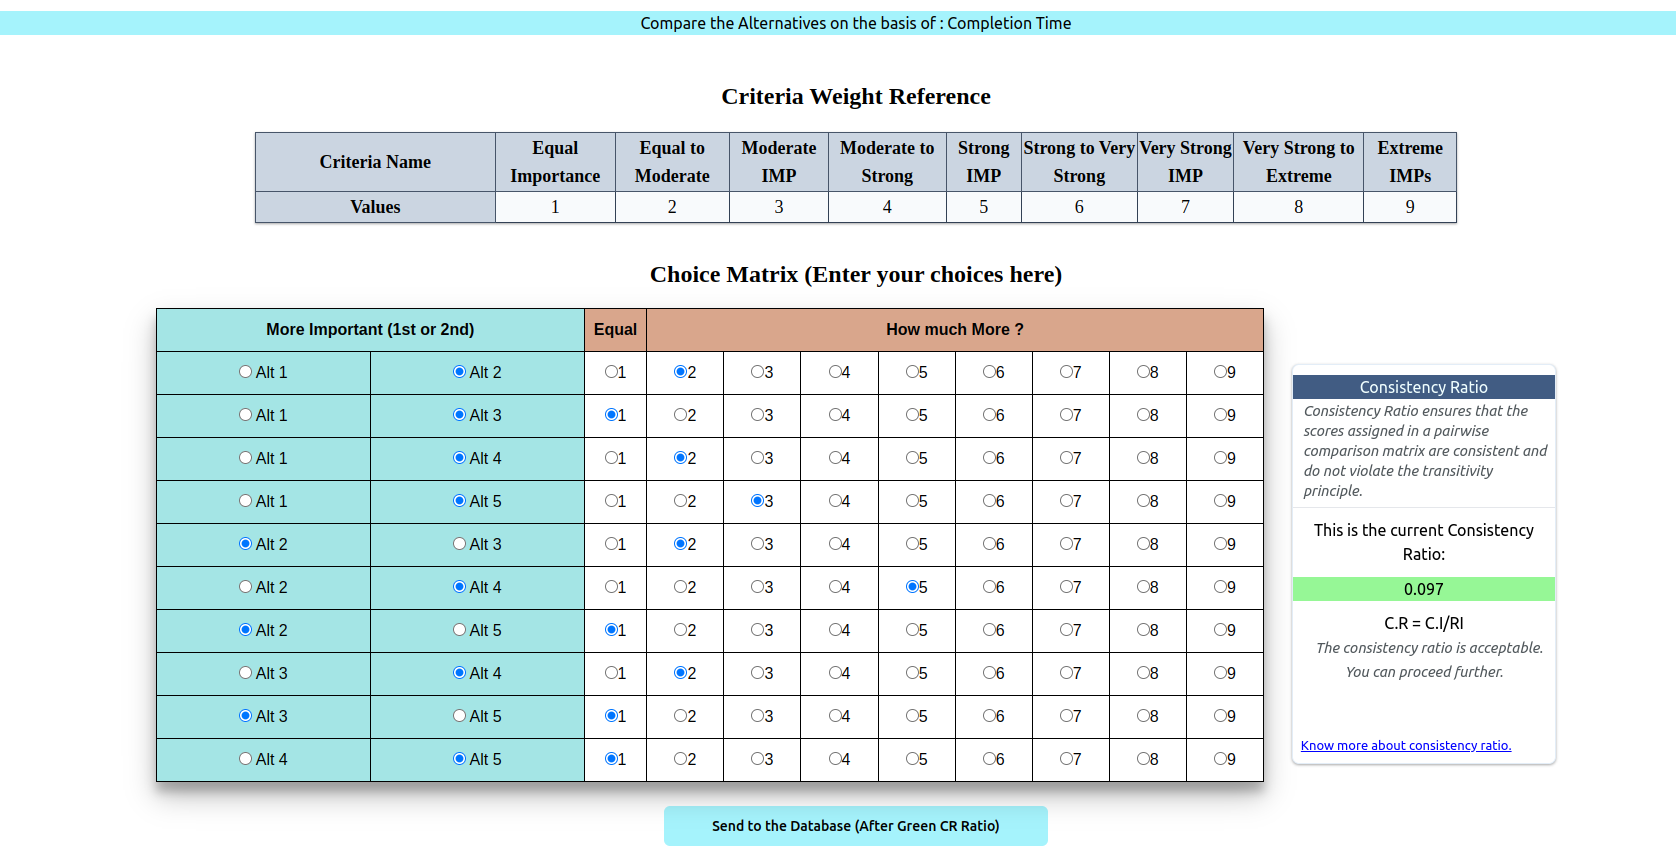 Compare the Alternatives on the basis of : Completion Time
Criteria Weight Reference
Criteria Name Equal Importance Equal to Moderate Moderate IMP Moderate to Strong Strong IMP Strong to Very Strong Very Strong IMP Very Strong to Extreme Extreme IMPs
Values 1 2 3 4 5 6 7 8 9
Choice Matrix (Enter your choices here)
More Important (1st or 2nd) Equal How much More ?
Alt 1 Alt 2 1 2 3 4 5 6 7 8 9
Alt 1 Alt 3 1 2 3 4 5 6 7 8 9
Alt 1 Alt 4 1 2 3 4 5 6 7 8 9
Alt 1 Alt 5 1 2 3 4 5 6 7 8 9
Alt 2 Alt 3 1 2 3 4 5 6 7 8 9
Alt 2 Alt 4 1 2 3 4 5 6 7 8 9
Alt 2 Alt 5 1 2 3 4 5 6 7 8 9
Alt 3 Alt 4 1 2 3 4 5 6 7 8 9
Alt 3 Alt 5 1 2 3 4 5 6 7 8 9
Alt 4 Alt 5 1 2 3 4 5 6 7 8 9
Consistency Ratio
Consistency Ratio ensures that the
scores assigned in a pairwise
comparison matrix are consistent and
do not violate the transitivity
principle.
This is the current Consistency
Ratio:
0.097
C.R = C.I/RI
The consistency ratio is acceptable.
You can proceed further.
Know more about consistency ratio.
Send to the Database (After Green CR Ratio)